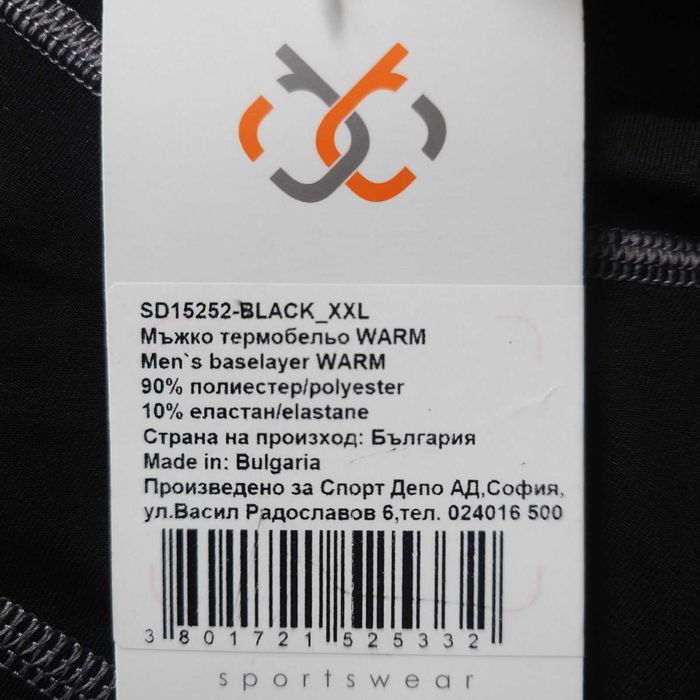 SD15252-BLACK_XXL
Мъжко термобельо WARM
Men`s baselayer WARM
90% полиестер/polyester
10% еластан/elastane
Страна на произход: България
Made in: Bulgaria
Произведено за Спорт Депо АД,София,
ул.Васил Радославов 6,тел. 024016 500
3 801721 525332
sportswear